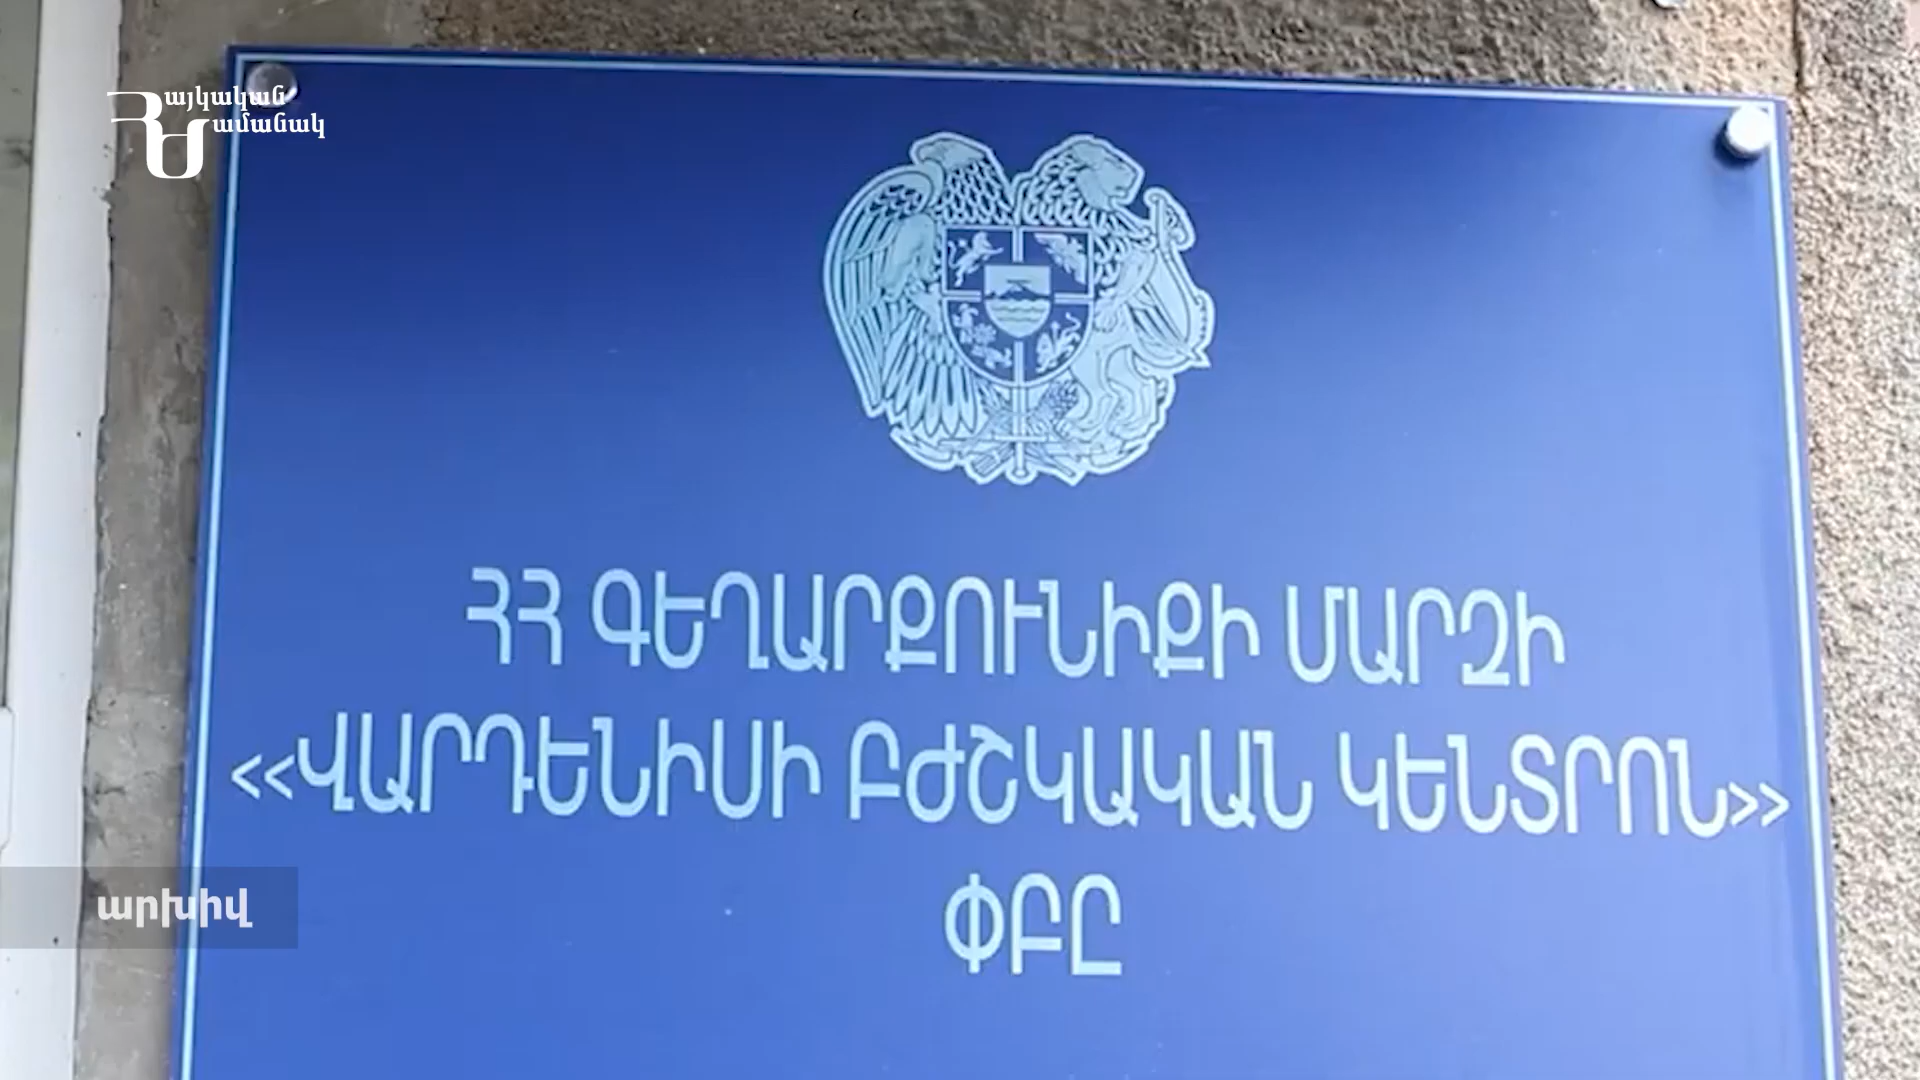 Հայկական
Ժամանակ
ՀՀ ԳԵՂԱՐՔՈՒՆԻՔԻ ՄԱՐԶԻ
<<ՎԱՐԴԵՆԻՍԻ ԲԺՇԿԱԿԱՆ ԿԵՆՏՐՈՆ>>
ՓԲԸ
արխիվ